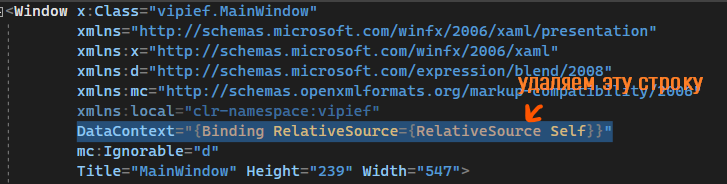 <Window x:Class="vipief.MainWindow"
xmlns="http://schemas.microsoft.com/winfx/2006/xaml/presentation"
xmlns:x="http://schemas.microsoft.com/winfx/2006/xaml"
xmlns:d="http://schemas.microsoft.com/expression/blend/2008"
удаляем эту строку
xmlns:mc="http://schemas.openxmlformats.org/markup-compatibility/2006"
xmlns:local="clr-namespace:vipief"
DataContext="{Binding RelativeSource={RelativeSource Self}}"
mc:Ignorable="d"
Title="MainWindow" Height="239" Width="547">